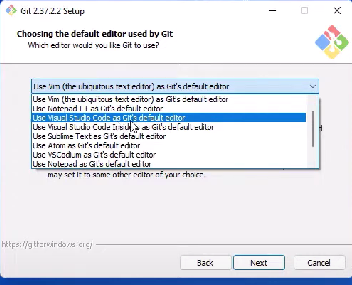 Git 2.37.2.2 Setup
Choosing the default editor used by Git
Which editor would you like Git to use?
Use Vim (the ubiquitous text editor) as Git's default editor
Use Vim (the ubiquitous text editor) as Git's default editor
Use Notepad++ as Git's default editor
Use Visual Studio Code as Git's default editor
Use Visual Studio Code Insiders as Git's default editor
Use Sublime Text as Git's default editor
Use Atom as Git's default editor
Use VSCodium as Git's default editor
Use Notepad as Git's default editor
may set it to some other editor of your choice.
https://gitforwindows.org/
Back
Next
Cancel